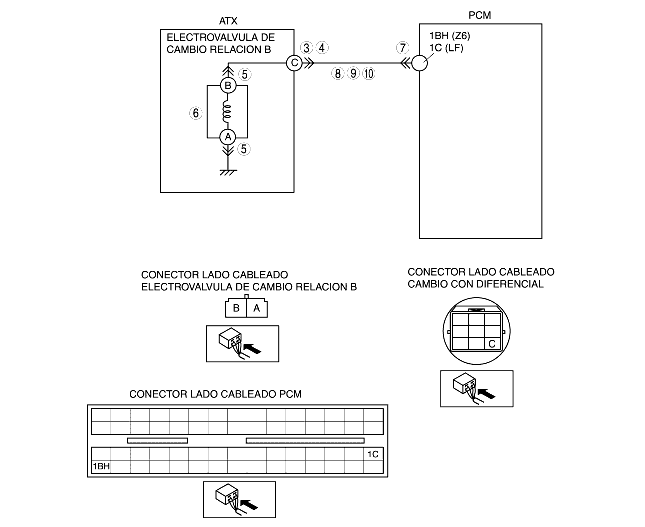 ATX
PCM
ELECTROVALVULA DE
CAMBIO RELACION B
1BH (Z6)
1C (LF)
C
3 4
7
8 9 10
B
5
6
A
5
CONECTOR LADO CABLEADO
ELECTROVALVULA DE CAMBIO RELACION B
B A
CONECTOR LADO CABLEADO
CAMBIO CON DIFERENCIAL
C
CONECTOR LADO CABLEADO PCM
1C
1BH